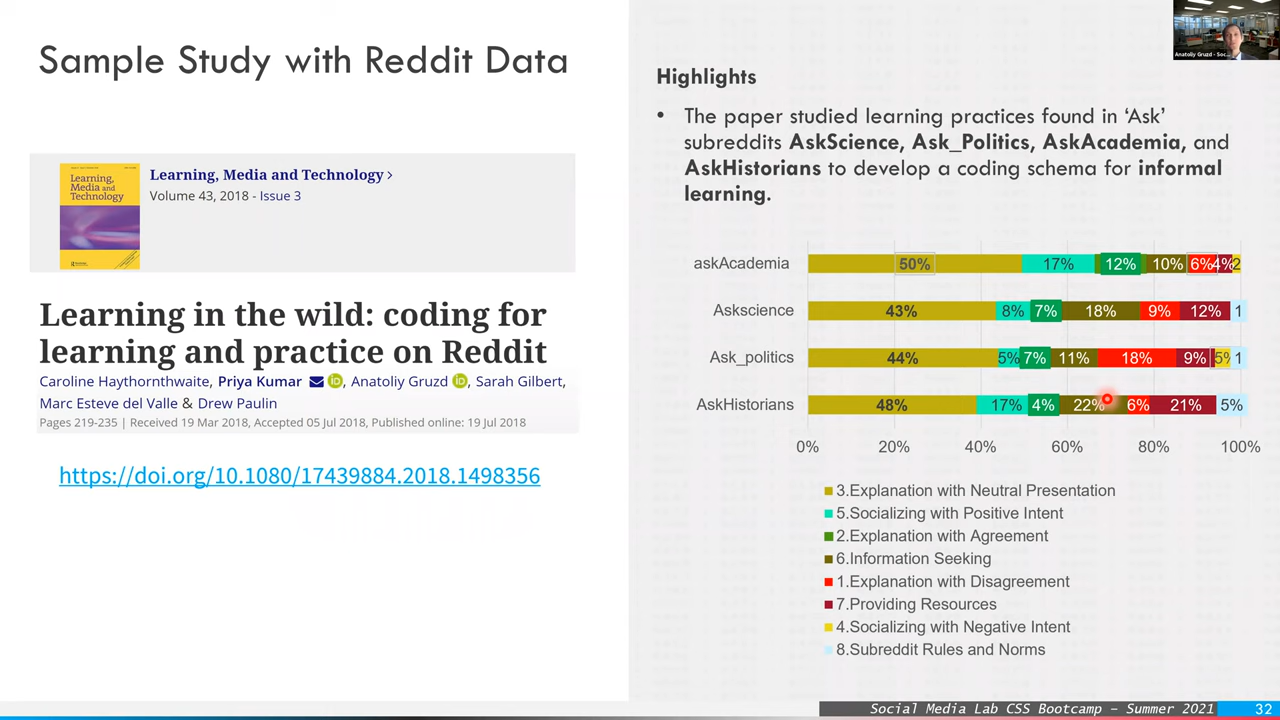 Sample Study with Reddit Data
Learning,
Media and
Technology
Learning, Media and Technology >
Volume 43, 2018 - Issue 3
Learning in the wild: coding for
learning and practice on Reddit
Caroline Haythornthwaite, Priya Kumar, Anatoliy Gruzd, Sarah Gilbert,
Marc Esteve del Valle & Drew Paulin
Pages 219-235 | Received 19 Mar 2018, Accepted 05 Jul 2018, Published online: 19 Jul 2018
https://doi.org/10.1080/17439884.2018.1498356
Anatoliy Gruzd - Soc...
Highlights
• The paper studied learning practices found in ‘Ask’
subreddits AskScience, Ask_Politics, AskAcademia, and
AskHistorians to develop a coding schema for informal
learning.
askAcademia 50% 17% 12% 10% 6% 4% 2
Askscience 43% 8% 7% 18% 9% 12% 1
Ask_politics 44% 5% 7% 11% 18% 9% 5% 1
AskHistorians 48% 17% 4% 22% 6% 21% 5%
0% 20% 40% 60% 80% 100%
3.Explanation with Neutral Presentation
5.Socializing with Positive Intent
2.Explanation with Agreement
6.Information Seeking
1.Explanation with Disagreement
7.Providing Resources
4.Socializing with Negative Intent
8.Subreddit Rules and Norms
Social Media Lab CSS Bootcamp – Summer 2021 32